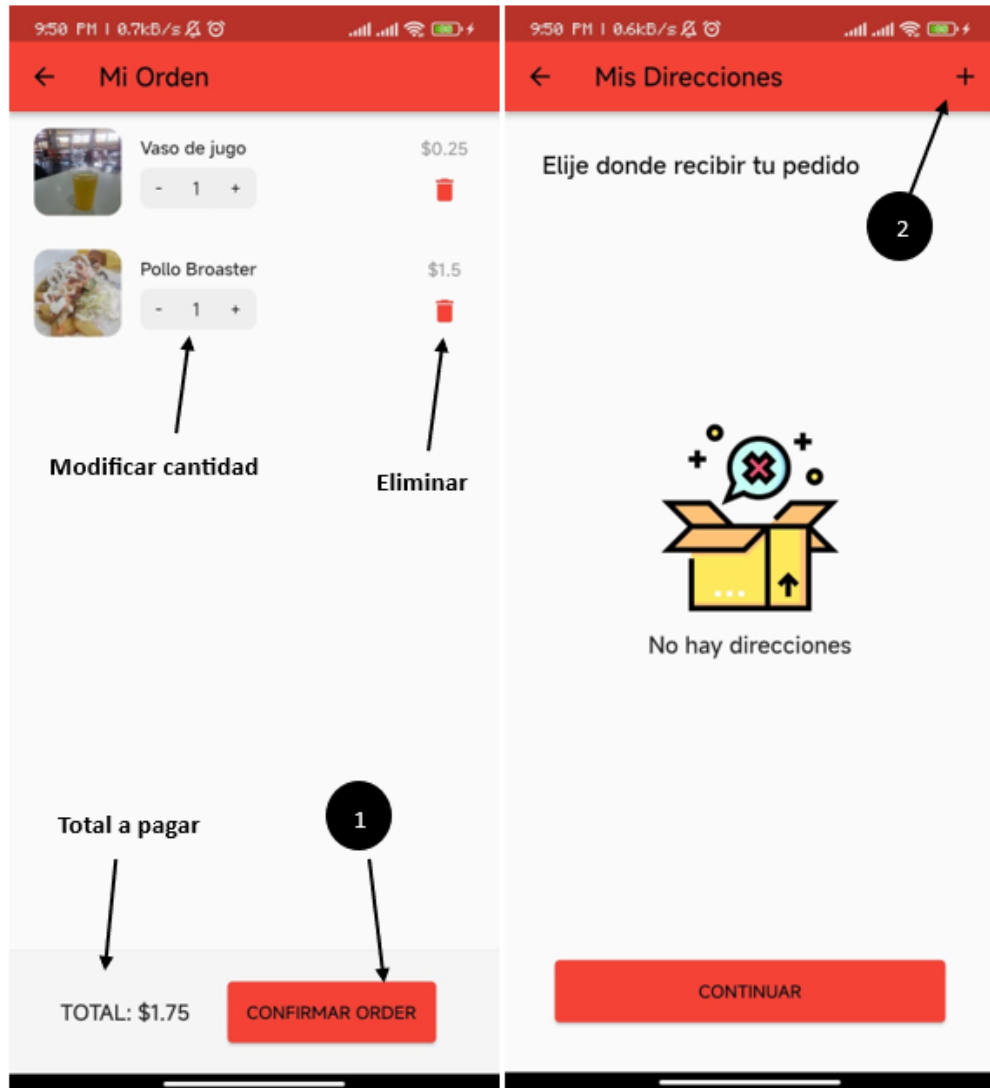 9:50 PM | 0.7kB/s
Mi Orden
Vaso de jugo
$0.25
- 1 +
Pollo Broaster
$1.5
- 1 +
Modificar cantidad
Eliminar
Total a pagar
1
TOTAL: $1.75
CONFIRMAR ORDER
9:50 PM | 0.6kB/s
Mis Direcciones
+
2
Elije donde recibir tu pedido
No hay direcciones
CONTINUAR